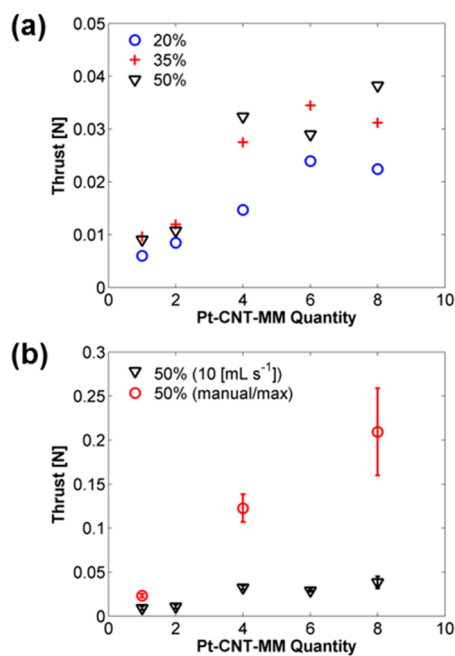 (a)
0.05
0.04
0.03
0.02
0.01
0
20%
35%
50%
Thrust [N]
0 2 4 6 8 10
Pt-CNT-MM Quantity
(b)
0.3
0.25
0.2
0.15
0.1
0.05
0
50% (10 [mL s⁻¹])
50% (manual/max)
Thrust [N]
0 2 4 6 8 10
Pt-CNT-MM Quantity